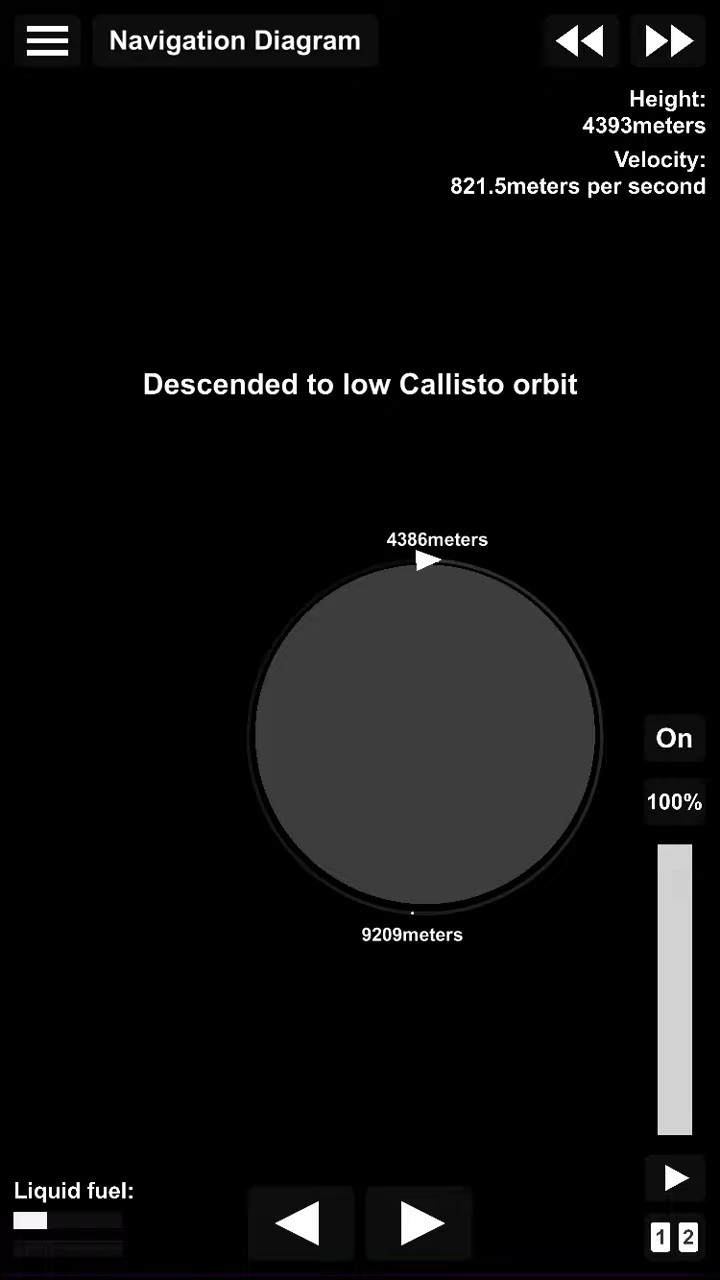 Navigation Diagram
Height:
4393meters
Velocity:
821.5meters per second
Descended to low Callisto orbit
4386meters
On
100%
9209meters
Liquid fuel:
1 2